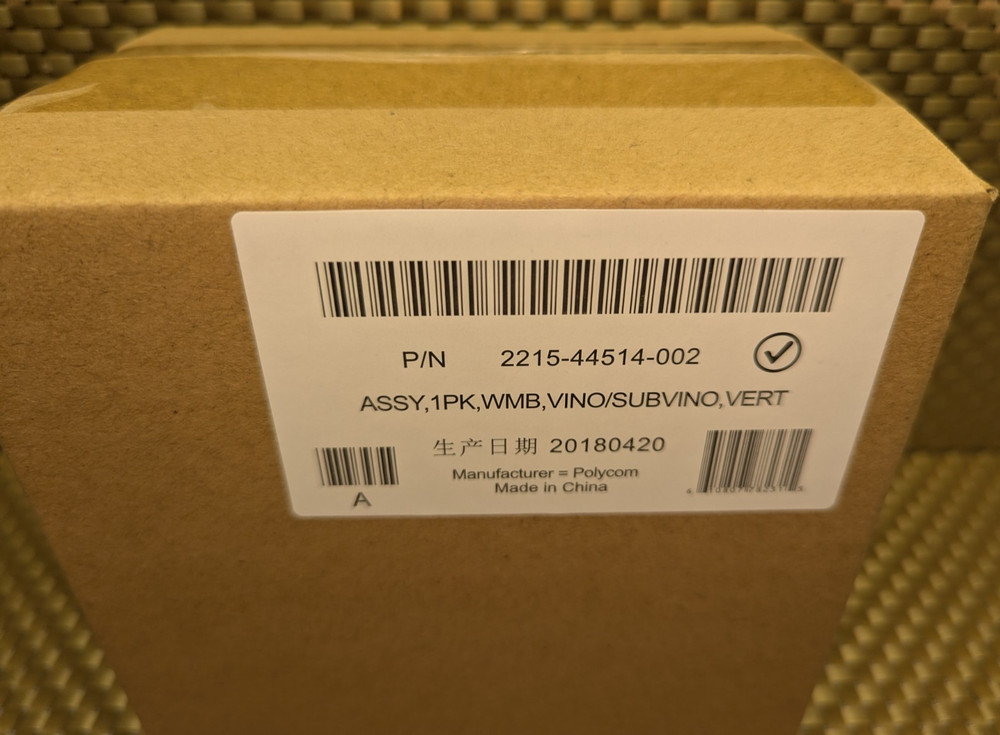 P/N 2215-44514-002
ASSY,1PK,WMB,VINO/SUBVINO,VERT
生产日期 20180420
Manufacturer = Polycom
Made in China
A